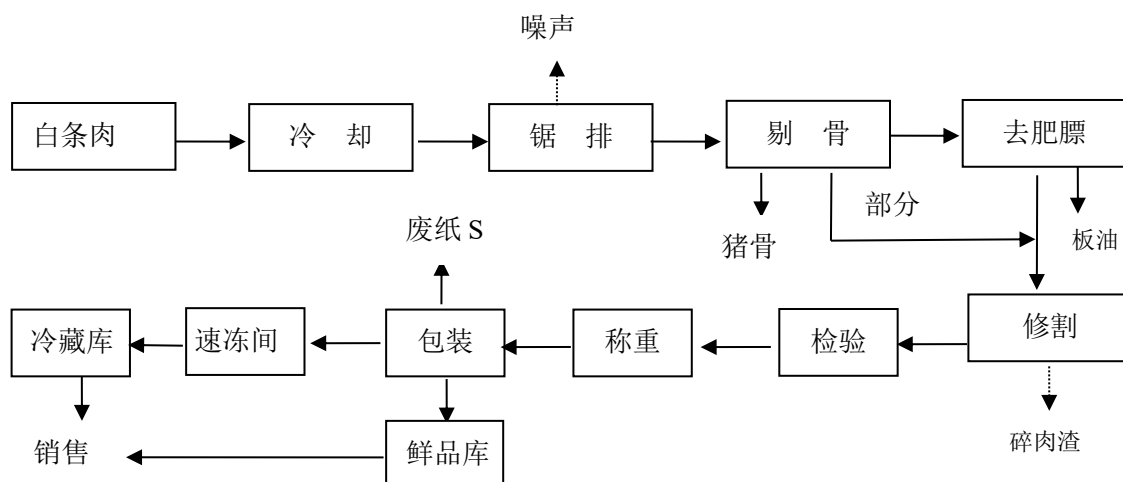 噪声
白条肉
冷 却
锯 排
剔 骨
去肥膘
部分
废纸 S
猪骨
板油
冷藏库
速冻间
包装
称重
检验
修割
销售
鲜品库
碎肉渣